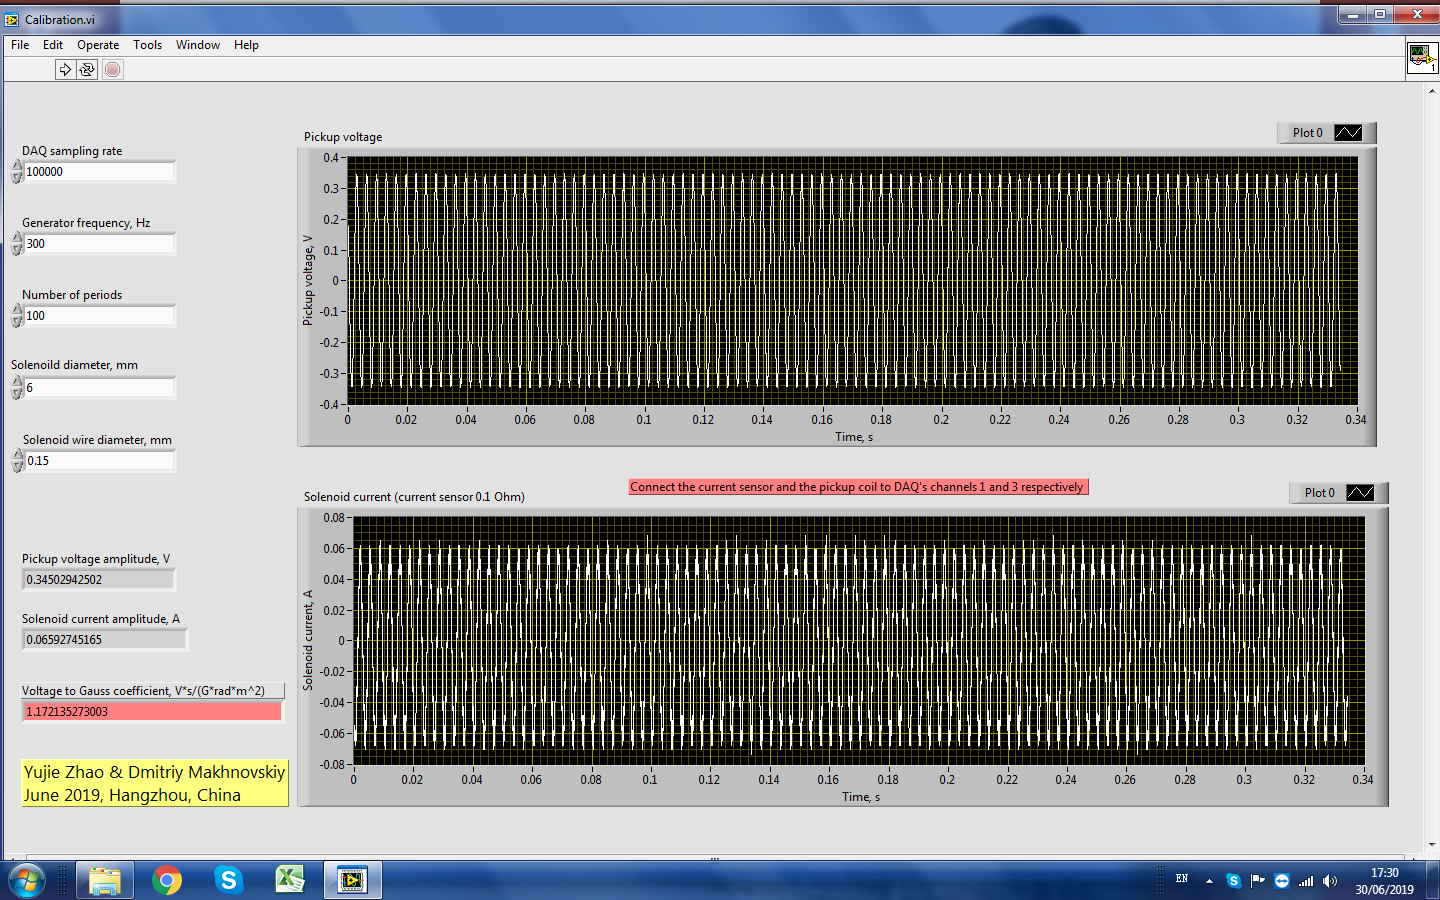 Calibration.vi
File Edit Operate Tools Window Help
1
DAQ sampling rate
100000
Generator frequency, Hz
300
Number of periods
100
Solenoild diameter, mm
6
Solenoid wire diameter, mm
0.15
Pickup voltage amplitude, V
0.34502942502
Solenoid current amplitude, A
0.06592745165
Voltage to Gauss coefficient, V*s/(G*rad*m^2)
1.172135273003
Yujie Zhao & Dmitriy Makhnovskiy
June 2019, Hangzhou, China
Pickup voltage
Plot 0
Pickup voltage, V
0.4
0.3
0.2
0.1
0
-0.1
-0.2
-0.3
-0.4
0 0.02 0.04 0.06 0.08 0.1 0.12 0.14 0.16 0.18 0.2 0.22 0.24 0.26 0.28 0.3 0.32 0.34
Time, s
Connect the current sensor and the pickup coil to DAQ's channels 1 and 3 respectively
Solenoid current (current sensor 0.1 Ohm)
Plot 0
Solenoid current, A
0.08
0.06
0.04
0.02
0
-0.02
-0.04
-0.06
-0.08
0 0.02 0.04 0.06 0.08 0.1 0.12 0.14 0.16 0.18 0.2 0.22 0.24 0.26 0.28 0.3 0.32 0.34
Time, s
EN
17:30
30/06/2019